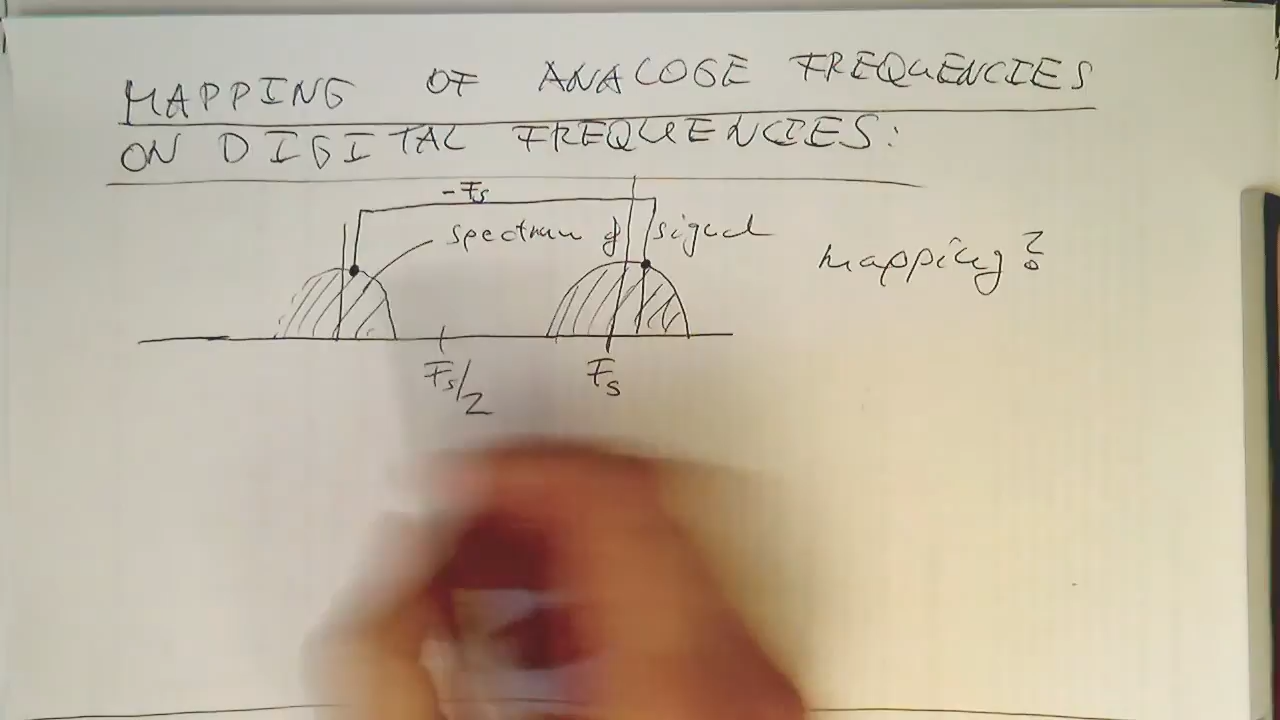 MAPPING OF ANALOGE FREQUENCIES
ON DIGITAL FREQUENCIES:
-Fs
spectrum of signal
mapping?
Fs/2
Fs